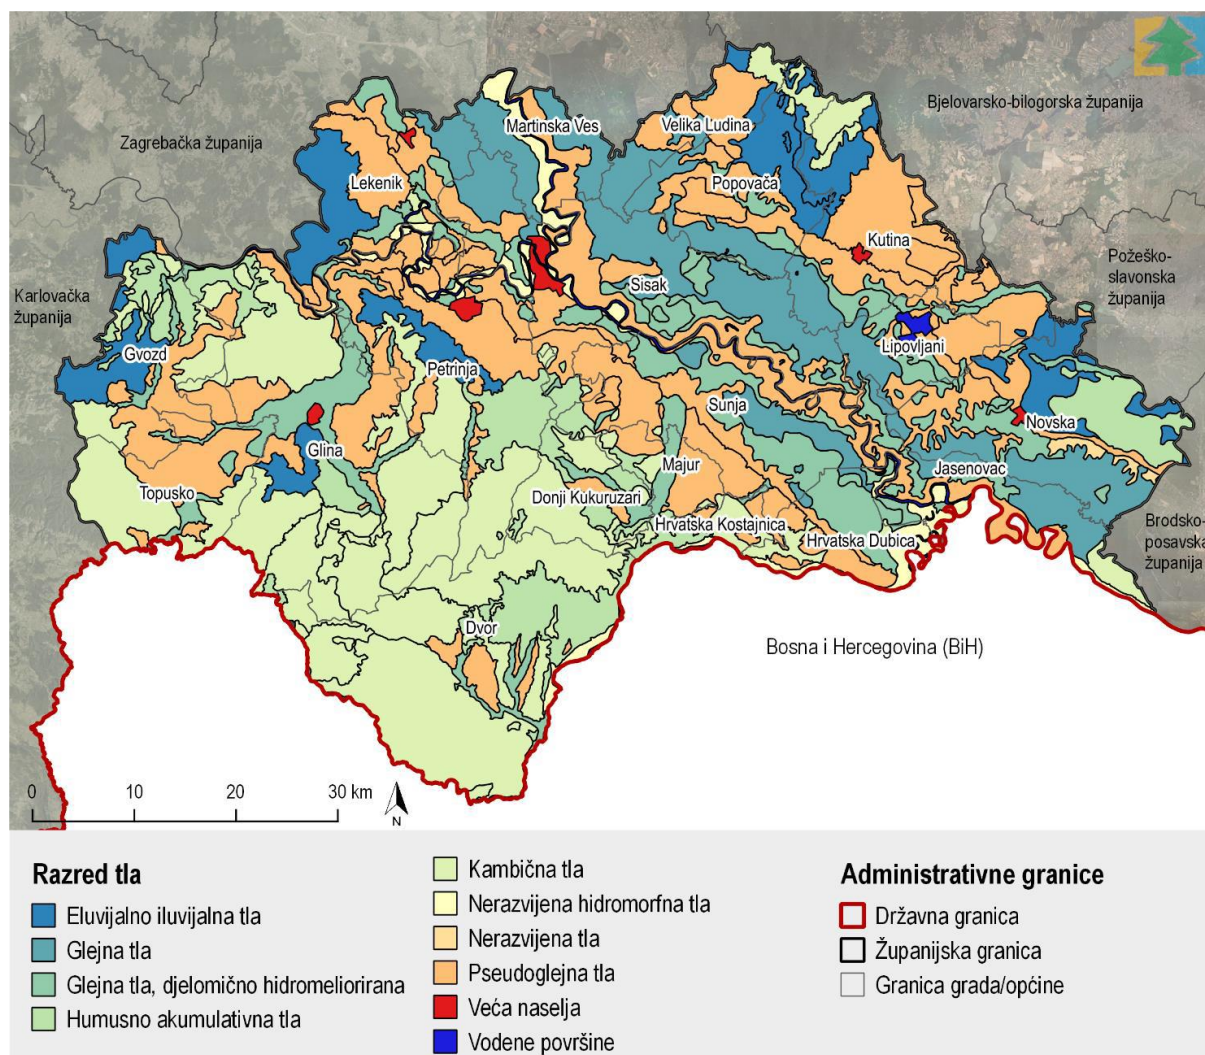 Bjelovarsko-bilogorska županija
Martinska Ves
Velika Ludina
Zagrebačka županija
Lekenik
Popovača
Kutina
Požeško-
slavonska
županija
Karlovačka
županija
Sisak
Gvozd
Lipovljani
Petrinja
Sunja
Novska
Glina
Majur
Jasenovac
Topusko
Donji Kukuruzari
Hrvatska Kostajnica
Hrvatska Dubica
Brodsko-
posavska
županija
Dvor
Bosna i Hercegovina (BiH)
0 10 20 30 km
N
Razred tla
Eluvijalno iluvijalna tla
Glejna tla
Glejna tla, djelomično hidromeliorirana
Humusno akumulativna tla
Kambična tla
Nerazvijena hidromorfna tla
Nerazvijena tla
Pseudoglejna tla
Veća naselja
Vodene površine
Administrativne granice
Državna granica
Županijska granica
Granica grada/općine